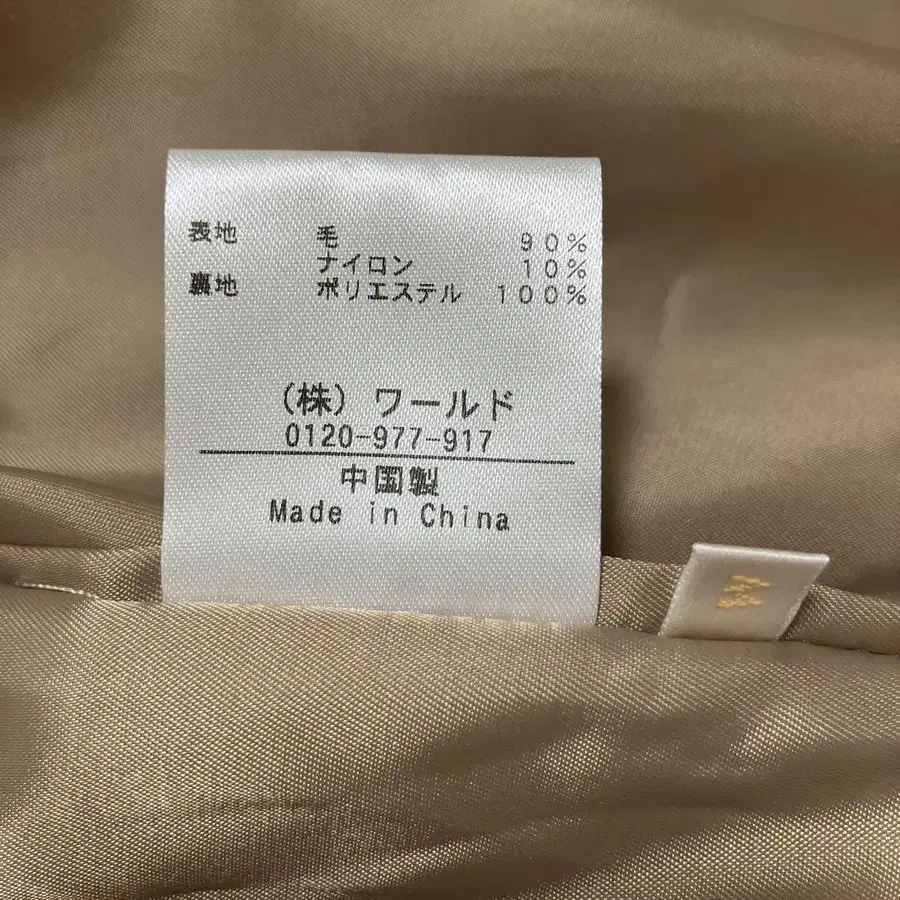 表地 毛 90%
ナイロン 10%
裏地 ポリエステル 100%
(株) ワールド
0120-977-917
中国製
Made in China
M